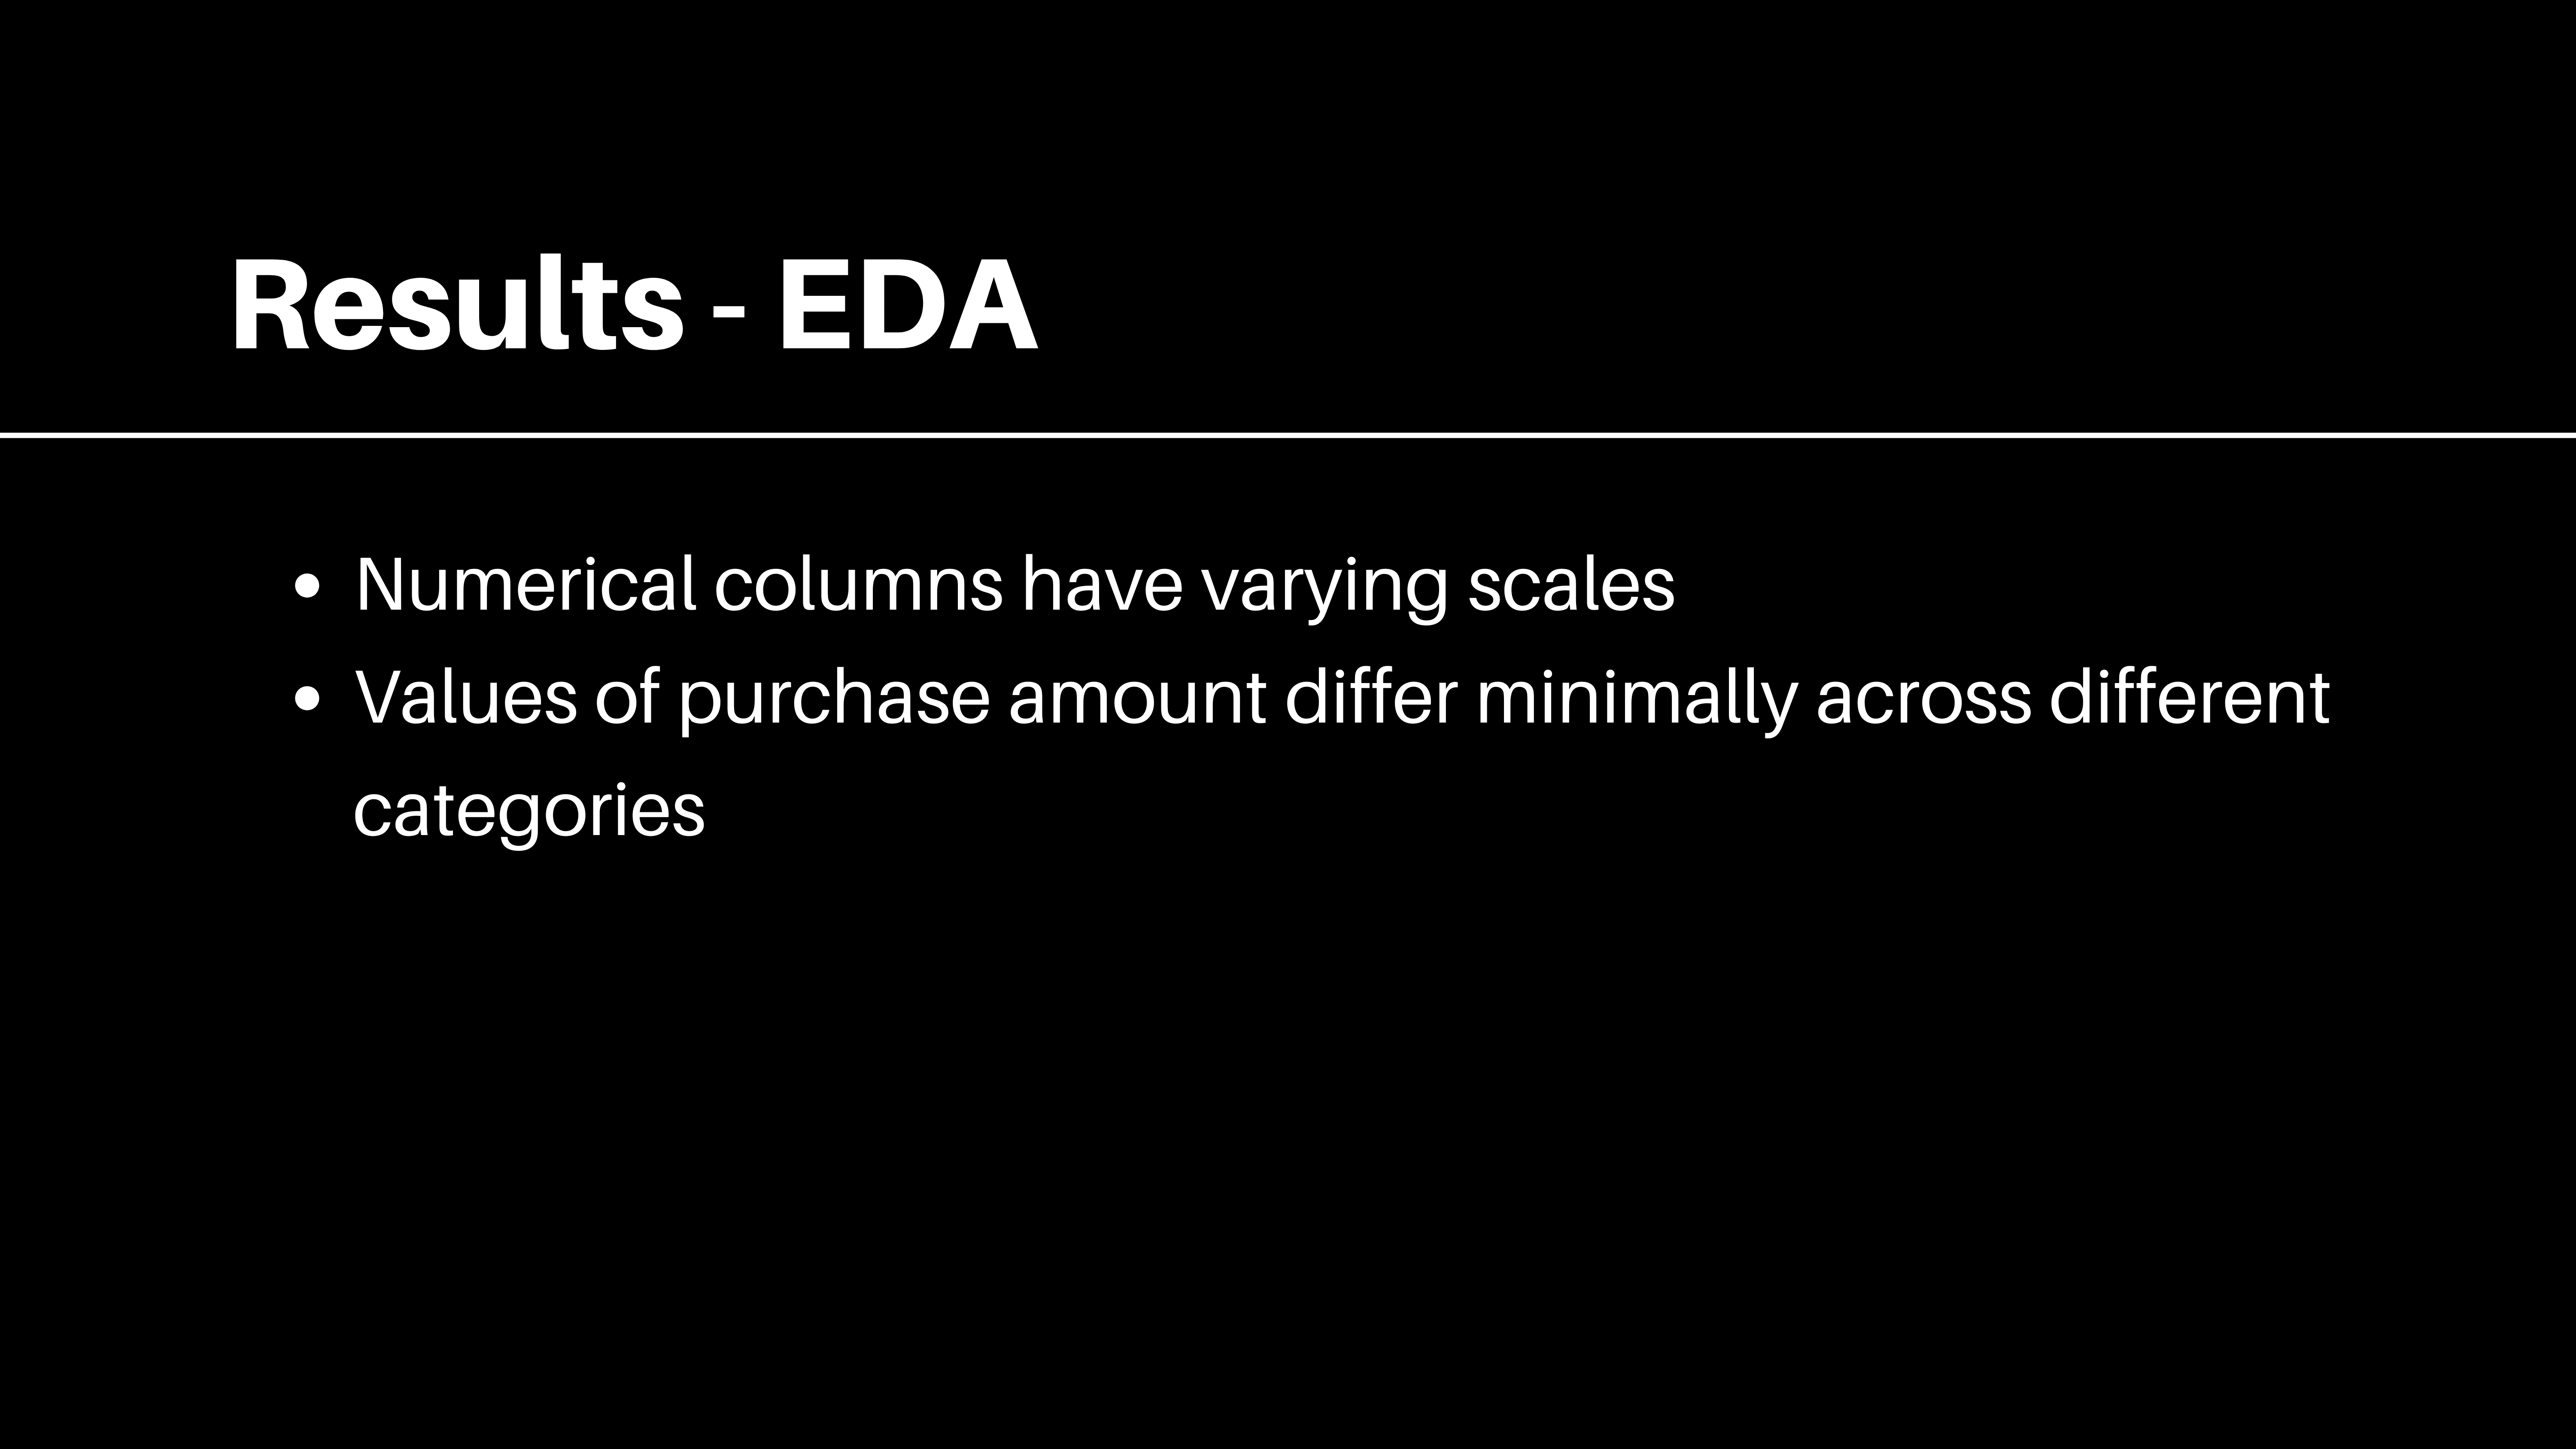 Results - EDA
• Numerical columns have varying scales
• Values of purchase amount differ minimally across different
categories